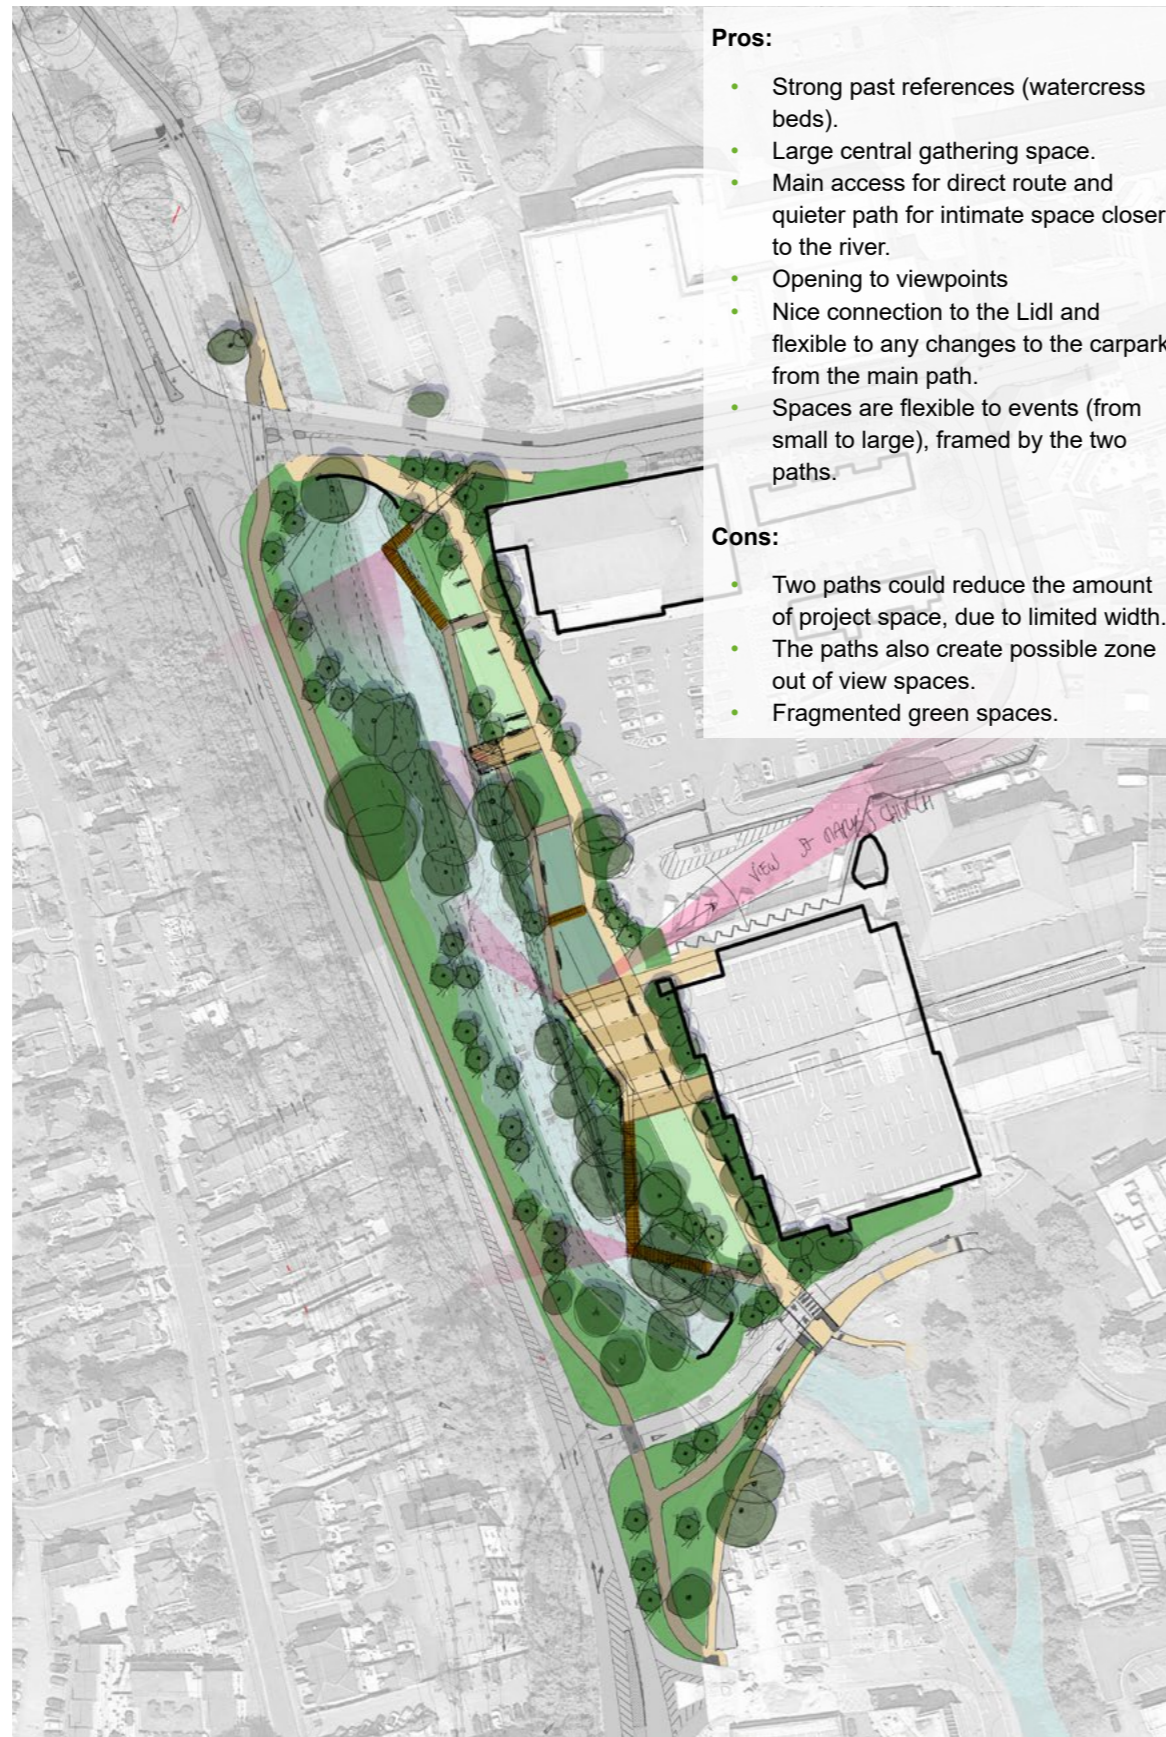 Pros:
• Strong past references (watercress
beds).
• Large central gathering space.
• Main access for direct route and
quieter path for intimate space closer
to the river.
• Opening to viewpoints
• Nice connection to the Lidl and
flexible to any changes to the carpark
from the main path.
• Spaces are flexible to events (from
small to large), framed by the two
paths.
Cons:
• Two paths could reduce the amount
of project space, due to limited width.
• The paths also create possible zone
out of view spaces.
• Fragmented green spaces.
VIEW ST MARY'S CHURCH